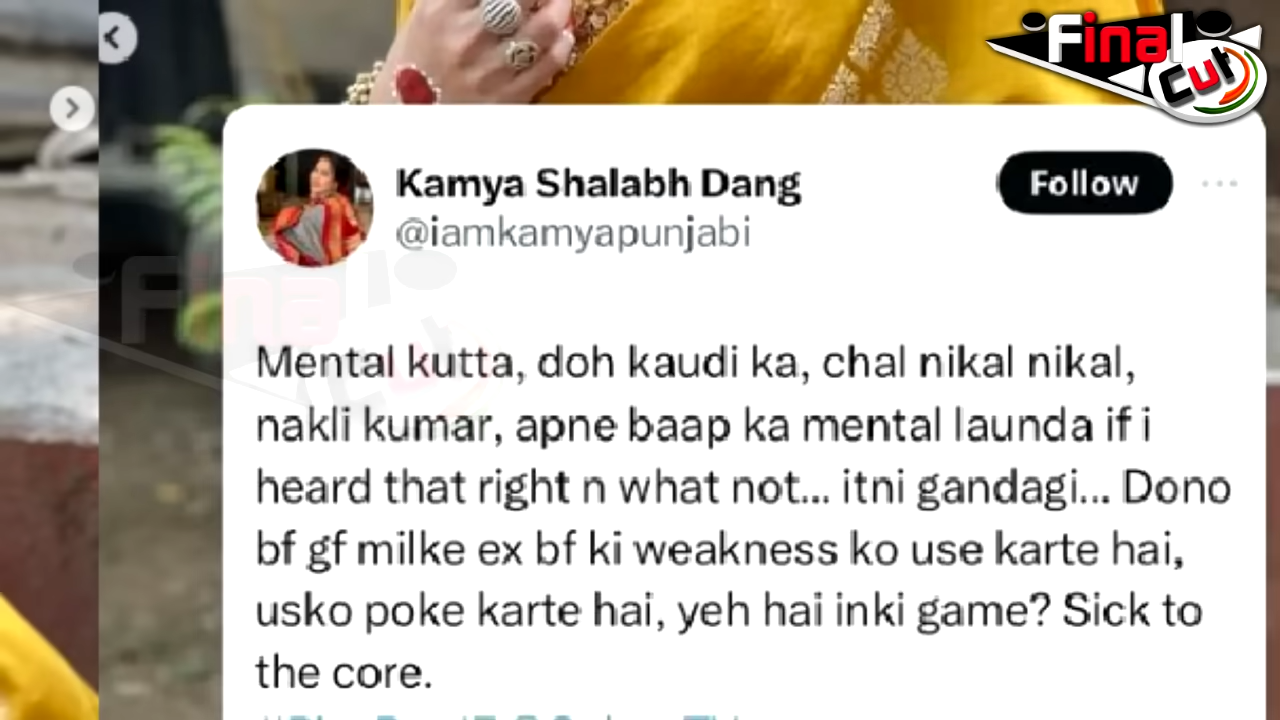 Final
Cut
Kamya Shalabh Dang
Follow
@iamkamyapunjabi
Mental kutta, doh kaudi ka, chal nikal nikal,
nakli kumar, apne baap ka mental launda if i
heard that right n what not... itni gandagi... Dono
bf gf milke ex bf ki weakness ko use karte hai,
usko poke karte hai, yeh hai inki game? Sick to
the core.